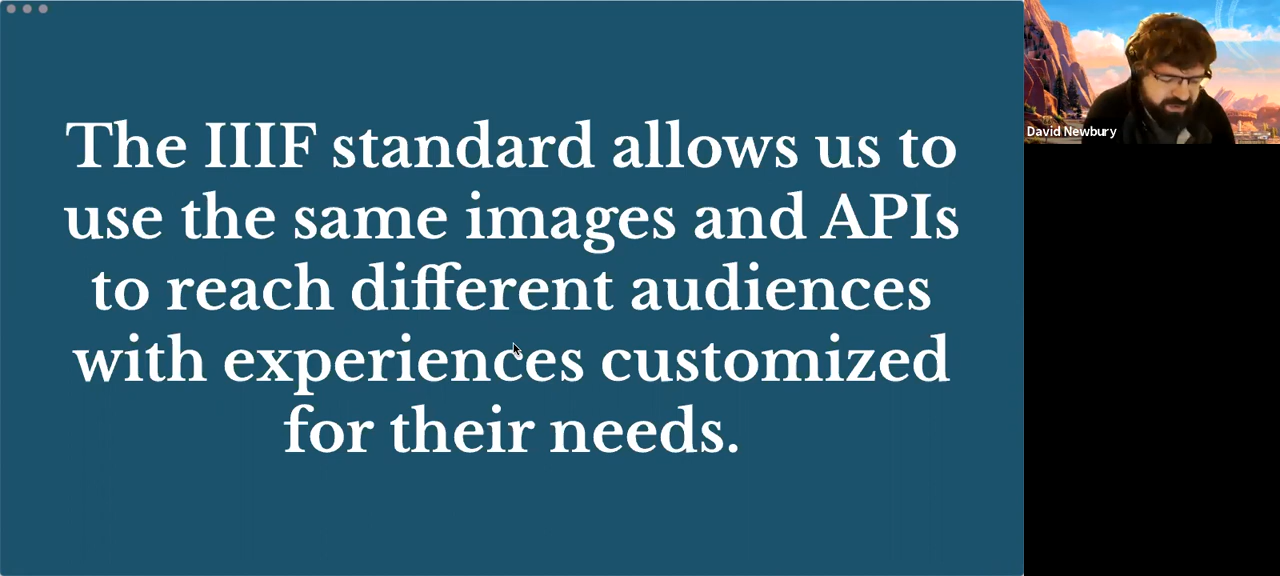 The IIIF standard allows us to
use the same images and APIs
to reach different audiences
with experiences customized
for their needs.
David Newbury